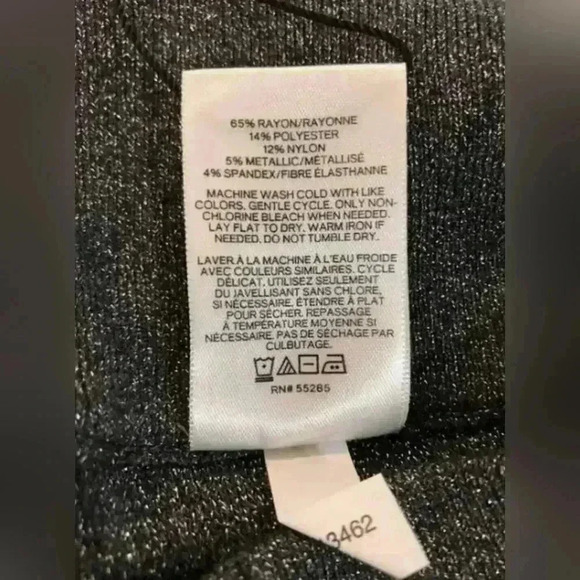 65% RAYON/RAYONNE
14% POLYESTER
12% NYLON
5% METALLIC/MÉTALLISÉ
4% SPANDEX/FIBRE ÉLASTHANNE
MACHINE WASH COLD WITH LIKE
COLORS. GENTLE CYCLE. ONLY NON-
CHLORINE BLEACH WHEN NEEDED.
LAY FLAT TO DRY. WARM IRON IF
NEEDED. DO NOT TUMBLE DRY.
LAVER À LA MACHINE À L'EAU FROIDE
AVEC COULEURS SIMILAIRES. CYCLE
DÉLICAT. UTILISEZ SEULEMENT
DU JAVELLISANT SANS CHLORE,
SI NÉCESSAIRE. ÉTENDRE À PLAT
POUR SÉCHER. REPASSAGE
À TEMPÉRATURE MOYENNE SI
NÉCESSAIRE. PAS DE SÉCHAGE PAR
CULBUTAGE.
RN# 55285
3462